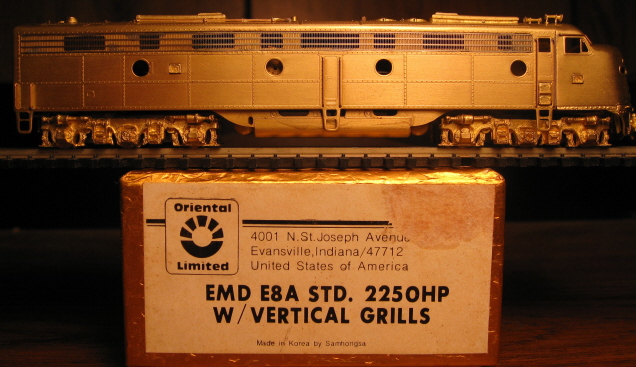 Oriental
Limited
4001 N.St.Joseph Avenue
Evansville,Indiana/47712
United States of America
EMD E8A STD. 2250HP
W/VERTICAL GRILLS
Made in Korea by Samhongsa